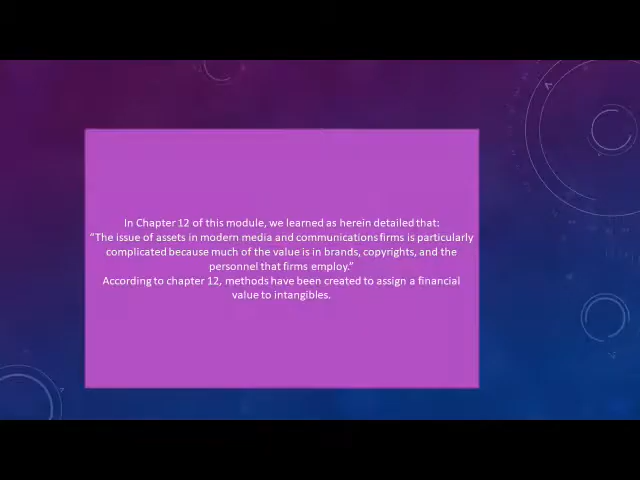 In Chapter 12 of this module, we learned as herein detailed that:
“The issue of assets in modern media and communications firms is particularly
complicated because much of the value is in brands, copyrights, and the
personnel that firms employ.”
According to chapter 12, methods have been created to assign a financial
value to intangibles.